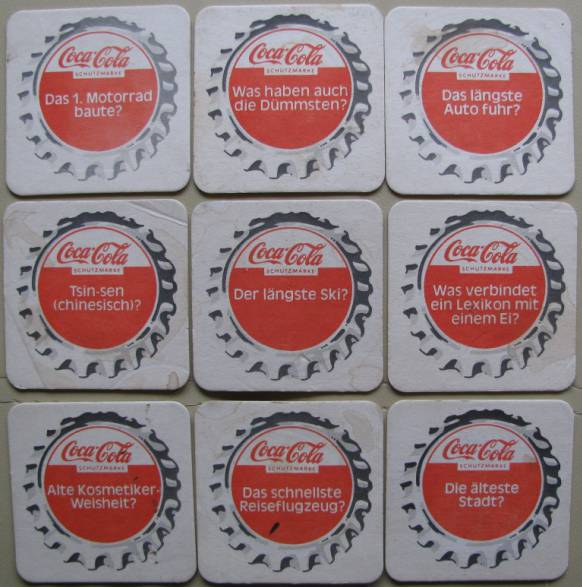 Coca-Cola
SCHUTZMARKE
Das 1. Motorrad
baute?
Coca-Cola
SCHUTZMARKE
Was haben auch
die Dümmsten?
Coca-Cola
SCHUTZMARKE
Das längste
Auto fuhr?
Coca-Cola
SCHUTZMARKE
Tsin-sen
(chinesisch)?
Coca-Cola
SCHUTZMARKE
Der längste Ski?
Coca-Cola
SCHUTZMARKE
Was verbindet
ein Lexikon mit
einem Ei?
Coca-Cola
SCHUTZMARKE
Alte Kosmetiker-
Weisheit?
Coca-Cola
SCHUTZMARKE
Das schnellste
Reiseflugzeug?
Coca-Cola
SCHUTZMARKE
Die älteste
Stadt?